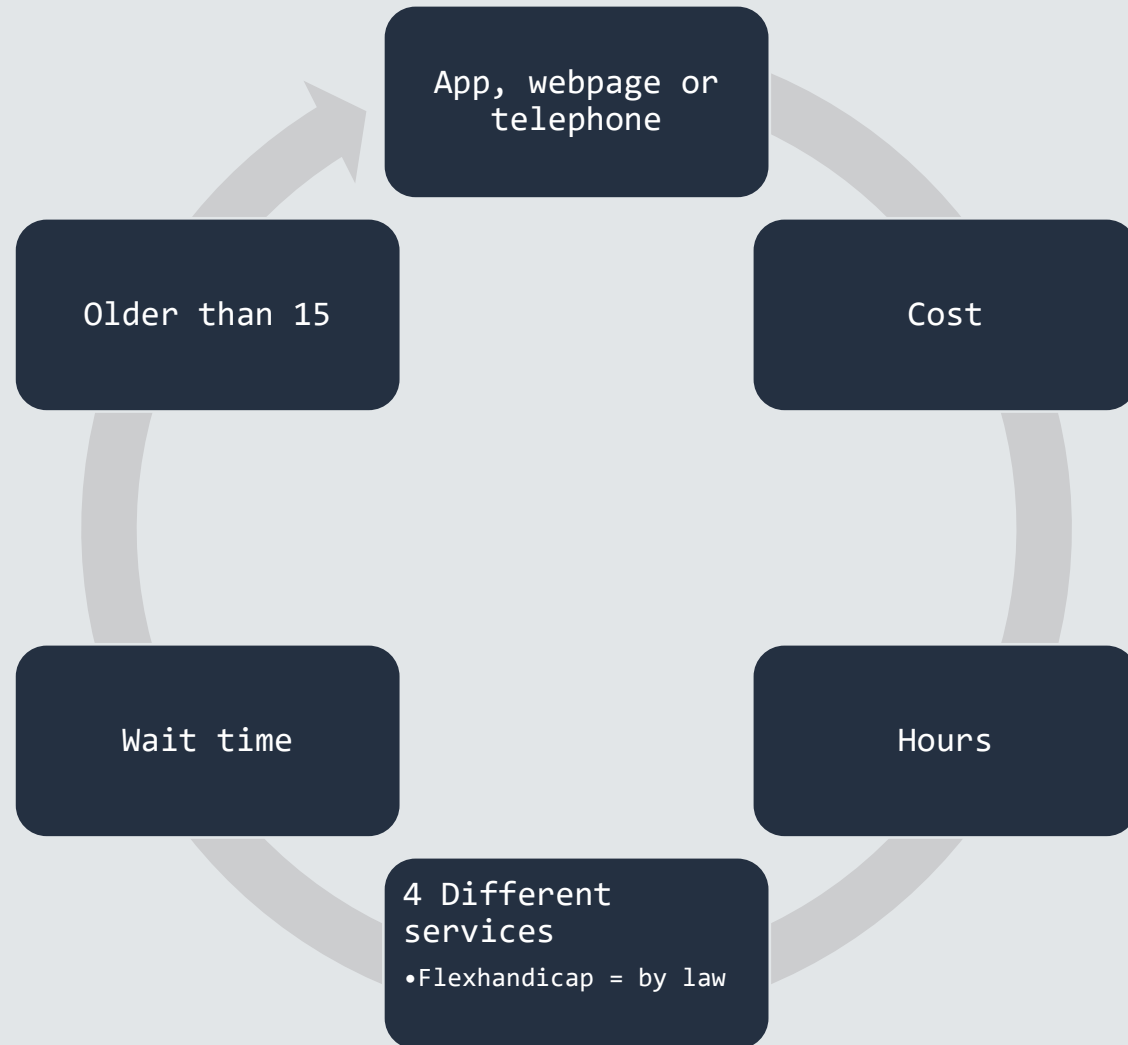 App, webpage or
telephone
Cost
Hours
4 Different
services
•Flexhandicap = by law
Wait time
Older than 15